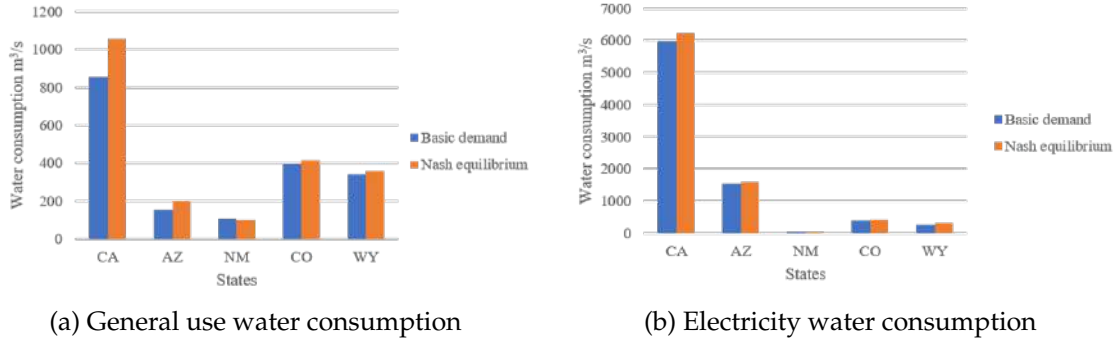 1200
1000
800
600
400
200
0
Water consumption m³/s
CA AZ NM CO WY
States
Basic demand
Nash equilibrium
(a) General use water consumption
7000
6000
5000
4000
3000
2000
1000
0
Water consumption m³/s
CA AZ NM CO WY
States
Basic demand
Nash equilibrium
(b) Electricity water consumption